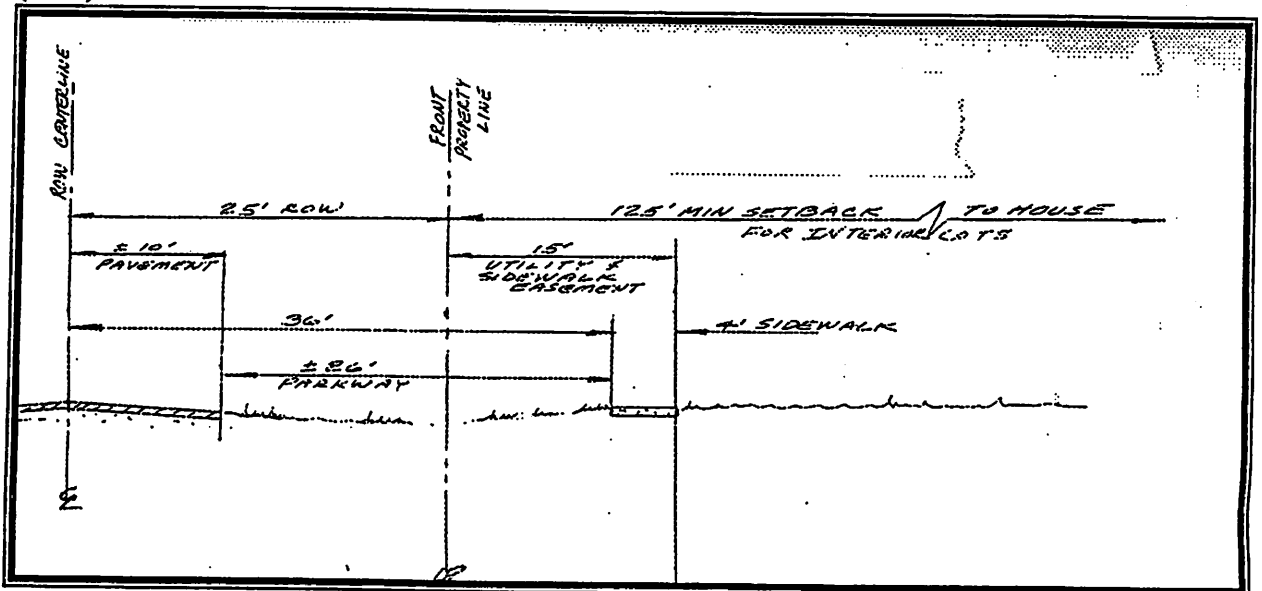 ROW CENTERLINE
FRONT
PROPERTY
LINE
25' ROW
125' MIN SETBACK TO HOUSE
FOR INTERIOR LOTS
± 10'
PAVEMENT
15'
UTILITY &
SIDEWALK
EASEMENT
36'
4' SIDEWALK
± 26'
PARKWAY
℄